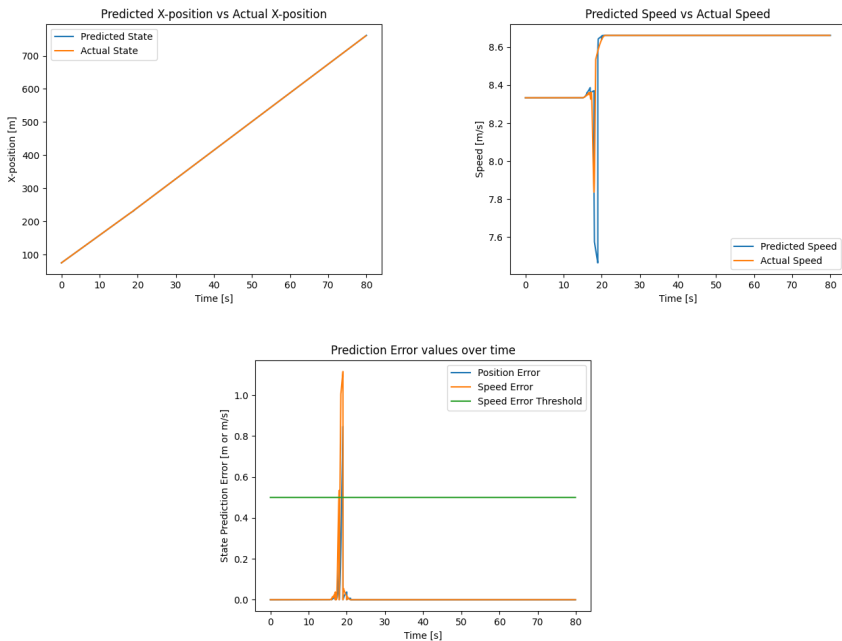 Predicted X-position vs Actual X-position
Predicted State
Actual State
700
600
500
400
300
200
100
X-position [m]
0 10 20 30 40 50 60 70 80
Time [s]
Predicted Speed vs Actual Speed
8.6
8.4
8.2
8.0
7.8
7.6
Speed [m/s]
Predicted Speed
Actual Speed
0 10 20 30 40 50 60 70 80
Time [s]
Prediction Error values over time
Position Error
Speed Error
Speed Error Threshold
1.0
0.8
0.6
0.4
0.2
0.0
State Prediction Error [m or m/s]
0 10 20 30 40 50 60 70 80
Time [s]